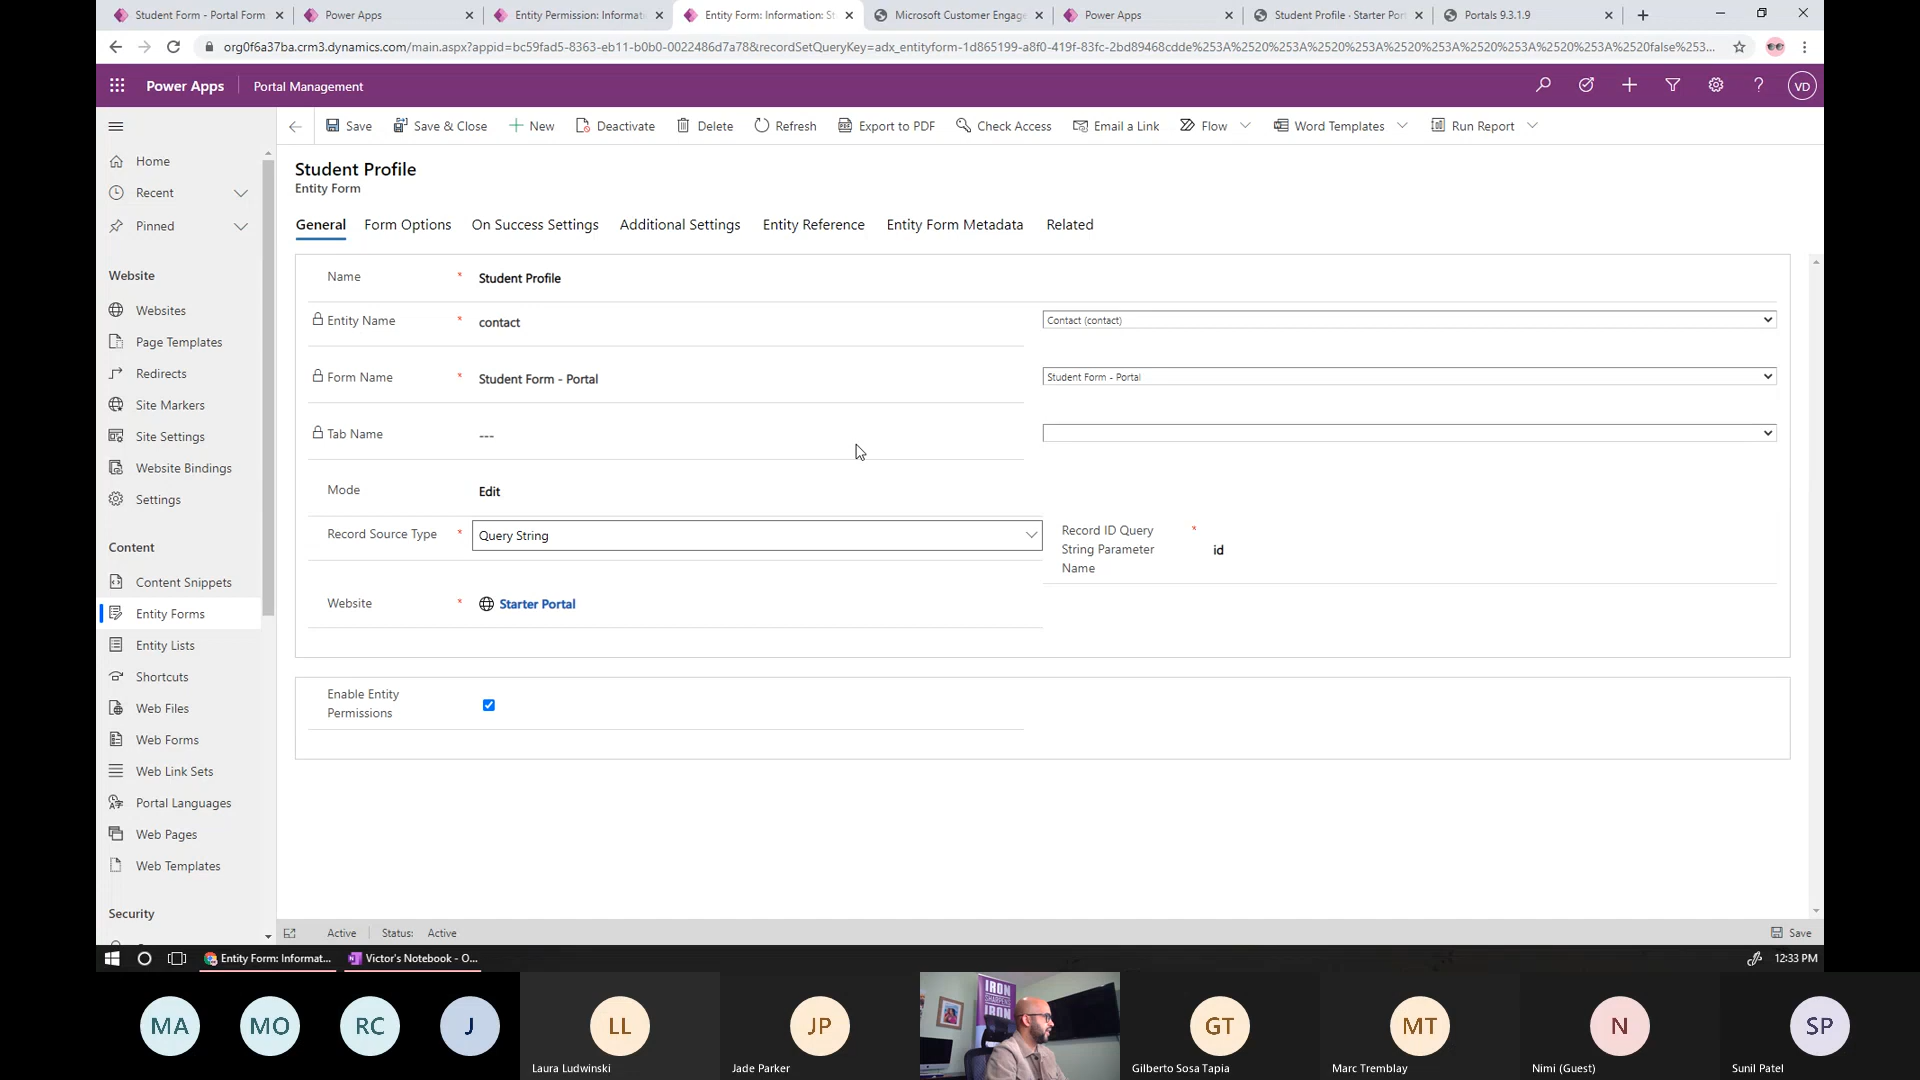 Student Form - Portal Form
Power Apps
Entity Permission: Informat
Entity Form: Information: St
Microsoft Customer Engag
Power Apps
Student Profile · Starter Port
Portals 9.3.1.9
org0f6a37ba.crm3.dynamics.com/main.aspx?appid=bc59fad5-8363-eb11-b0b0-0022486d7a78&recordSetQueryKey=adx_entityform-1d865199-a8f0-419f-83fc-2bd89468cdde%253A%2520%253A%2520%253A%2520%253A%2520%253A%2520%253A%2520false%253...
Power Apps
Portal Management
VD
Save
Save & Close
New
Deactivate
Delete
Refresh
Export to PDF
Check Access
Email a Link
Flow
Word Templates
Run Report
Home
Recent
Pinned
Website
Websites
Page Templates
Redirects
Site Markers
Site Settings
Website Bindings
Settings
Content
Content Snippets
Entity Forms
Entity Lists
Shortcuts
Web Files
Web Forms
Web Link Sets
Portal Languages
Web Pages
Web Templates
Security
Student Profile
Entity Form
General
Form Options
On Success Settings
Additional Settings
Entity Reference
Entity Form Metadata
Related
Name * Student Profile
Entity Name * contact
Contact (contact)
Form Name * Student Form - Portal
Student Form - Portal
Tab Name ---
Mode Edit
Record Source Type * Query String
Record ID Query *
String Parameter id
Name
Website * Starter Portal
Enable Entity
Permissions
Active
Status: Active
Save
Entity Form: Informat...
Victor's Notebook - O...
12:33 PM
MA
MO
RC
J
LL
Laura Ludwinski
JP
Jade Parker
IRON
SHARPENS
IRON
GT
Gilberto Sosa Tapia
MT
Marc Tremblay
N
Nimi (Guest)
SP
Sunil Patel